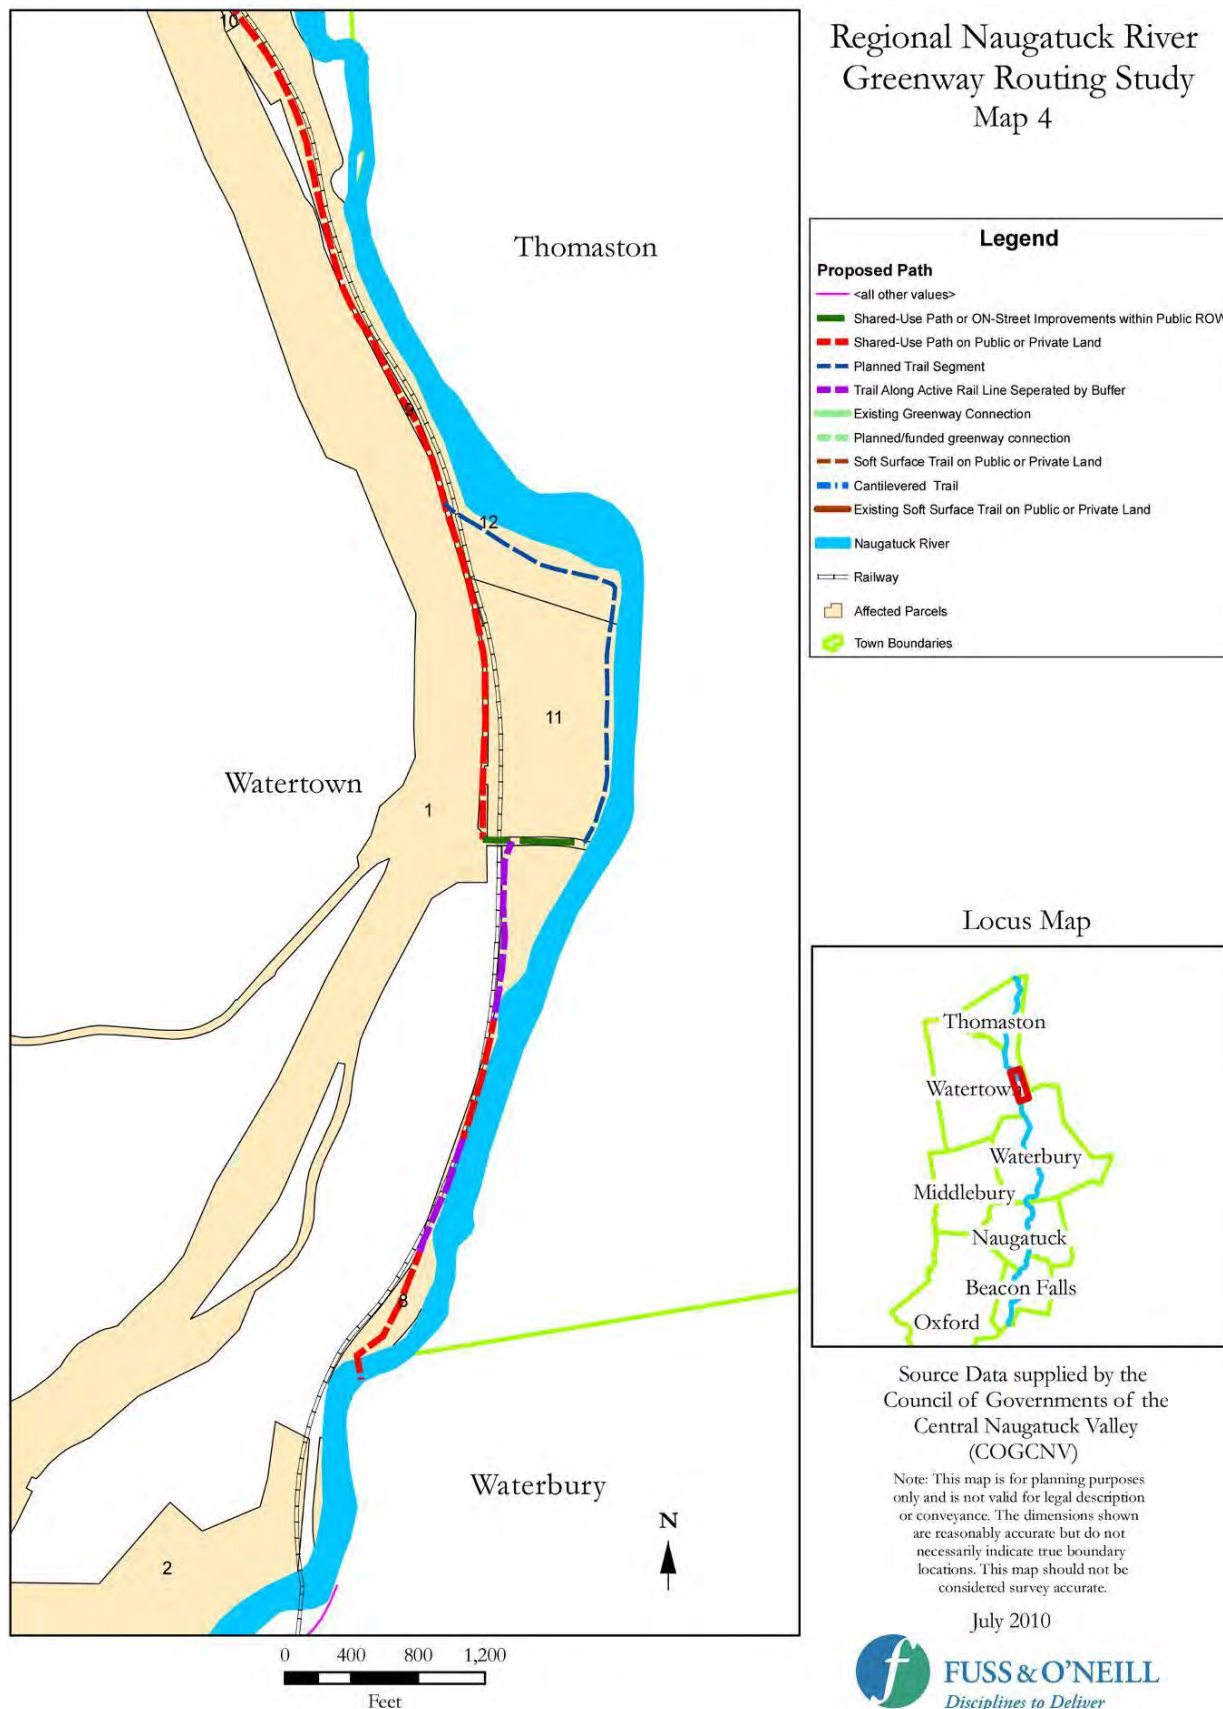 Regional Naugatuck River
Greenway Routing Study
Map 4
Legend
Proposed Path
<all other values>
Shared-Use Path or ON-Street Improvements within Public ROW
Shared-Use Path on Public or Private Land
Planned Trail Segment
Trail Along Active Rail Line Seperated by Buffer
Existing Greenway Connection
Planned/funded greenway connection
Soft Surface Trail on Public or Private Land
Cantilevered Trail
Existing Soft Surface Trail on Public or Private Land
Naugatuck River
Railway
Affected Parcels
Town Boundaries
10
Thomaston
9
12
11
Watertown
1
8
Waterbury
N
2
0 400 800 1,200
Feet
Locus Map
Thomaston
Watertown
Waterbury
Middlebury
Naugatuck
Beacon Falls
Oxford
Source Data supplied by the
Council of Governments of the
Central Naugatuck Valley
(COGCNV)
Note: This map is for planning purposes
only and is not valid for legal description
or conveyance. The dimensions shown
are reasonably accurate but do not
necessarily indicate true boundary
locations. This map should not be
considered survey accurate.
July 2010
FUSS & O'NEILL
Disciplines to Deliver